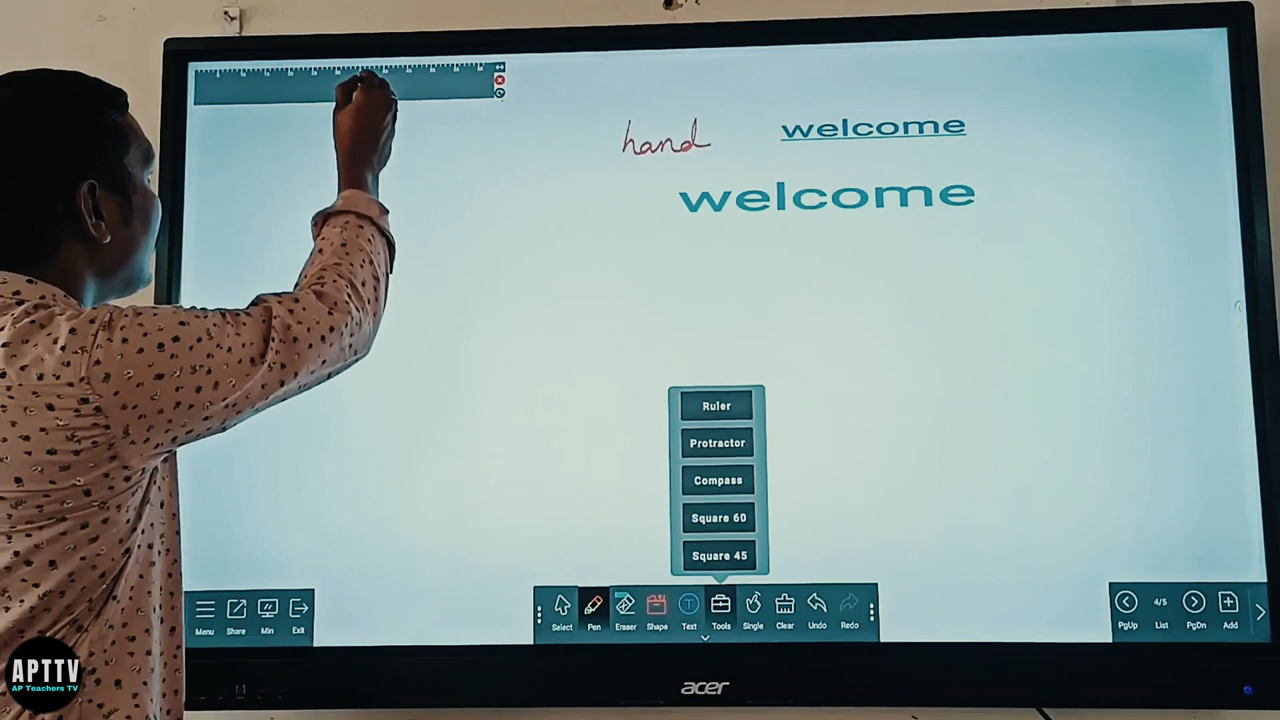 hand
welcome
welcome
Ruler
Protractor
Compass
Square 60
Square 45
Menu
Share
Min
Exit
Select
Pen
Eraser
Shape
Text
Tools
Single
Clear
Undo
Redo
PgUp
4/5
List
PgDn
Add
acer
APTTV
AP Teachers TV